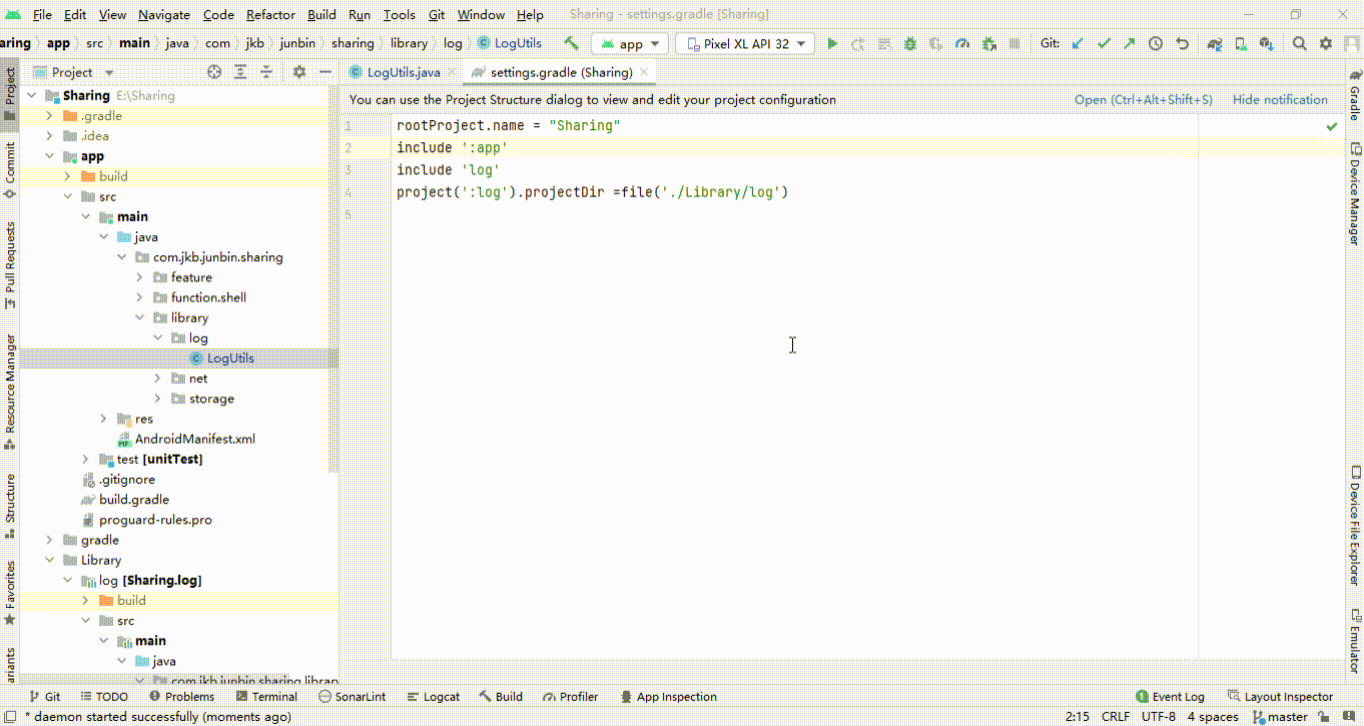 File Edit View Navigate Code Refactor Build Run Tools Git Window Help Sharing - settings.gradle [Sharing]
aring app src main java com jkb junbin sharing library log LogUtils app Pixel XL API 32 Git:
Project
LogUtils.java settings.gradle (Sharing)
You can use the Project Structure dialog to view and edit your project configuration Open (Ctrl+Alt+Shift+S) Hide notification
Sharing E:\Sharing
.gradle
.idea
app
build
src
main
java
com.jkb.junbin.sharing
feature
function.shell
library
log
LogUtils
net
storage
res
AndroidManifest.xml
test [unitTest]
.gitignore
build.gradle
proguard-rules.pro
gradle
Library
log [Sharing.log]
build
src
main
java
com.jkb.junbin.sharing.librar
1 rootProject.name = "Sharing"
2 include ':app'
3 include 'log'
4 project(':log').projectDir =file('./Library/log')
5
Project
Commit
Pull Requests
Resource Manager
Structure
Favorites
ariants
Gradle
Device Manager
Device File Explorer
Emulator
Git TODO Problems Terminal SonarLint Logcat Build Profiler App Inspection 1 Event Log Layout Inspector
* daemon started successfully (moments ago) 2:15 CRLF UTF-8 4 spaces master